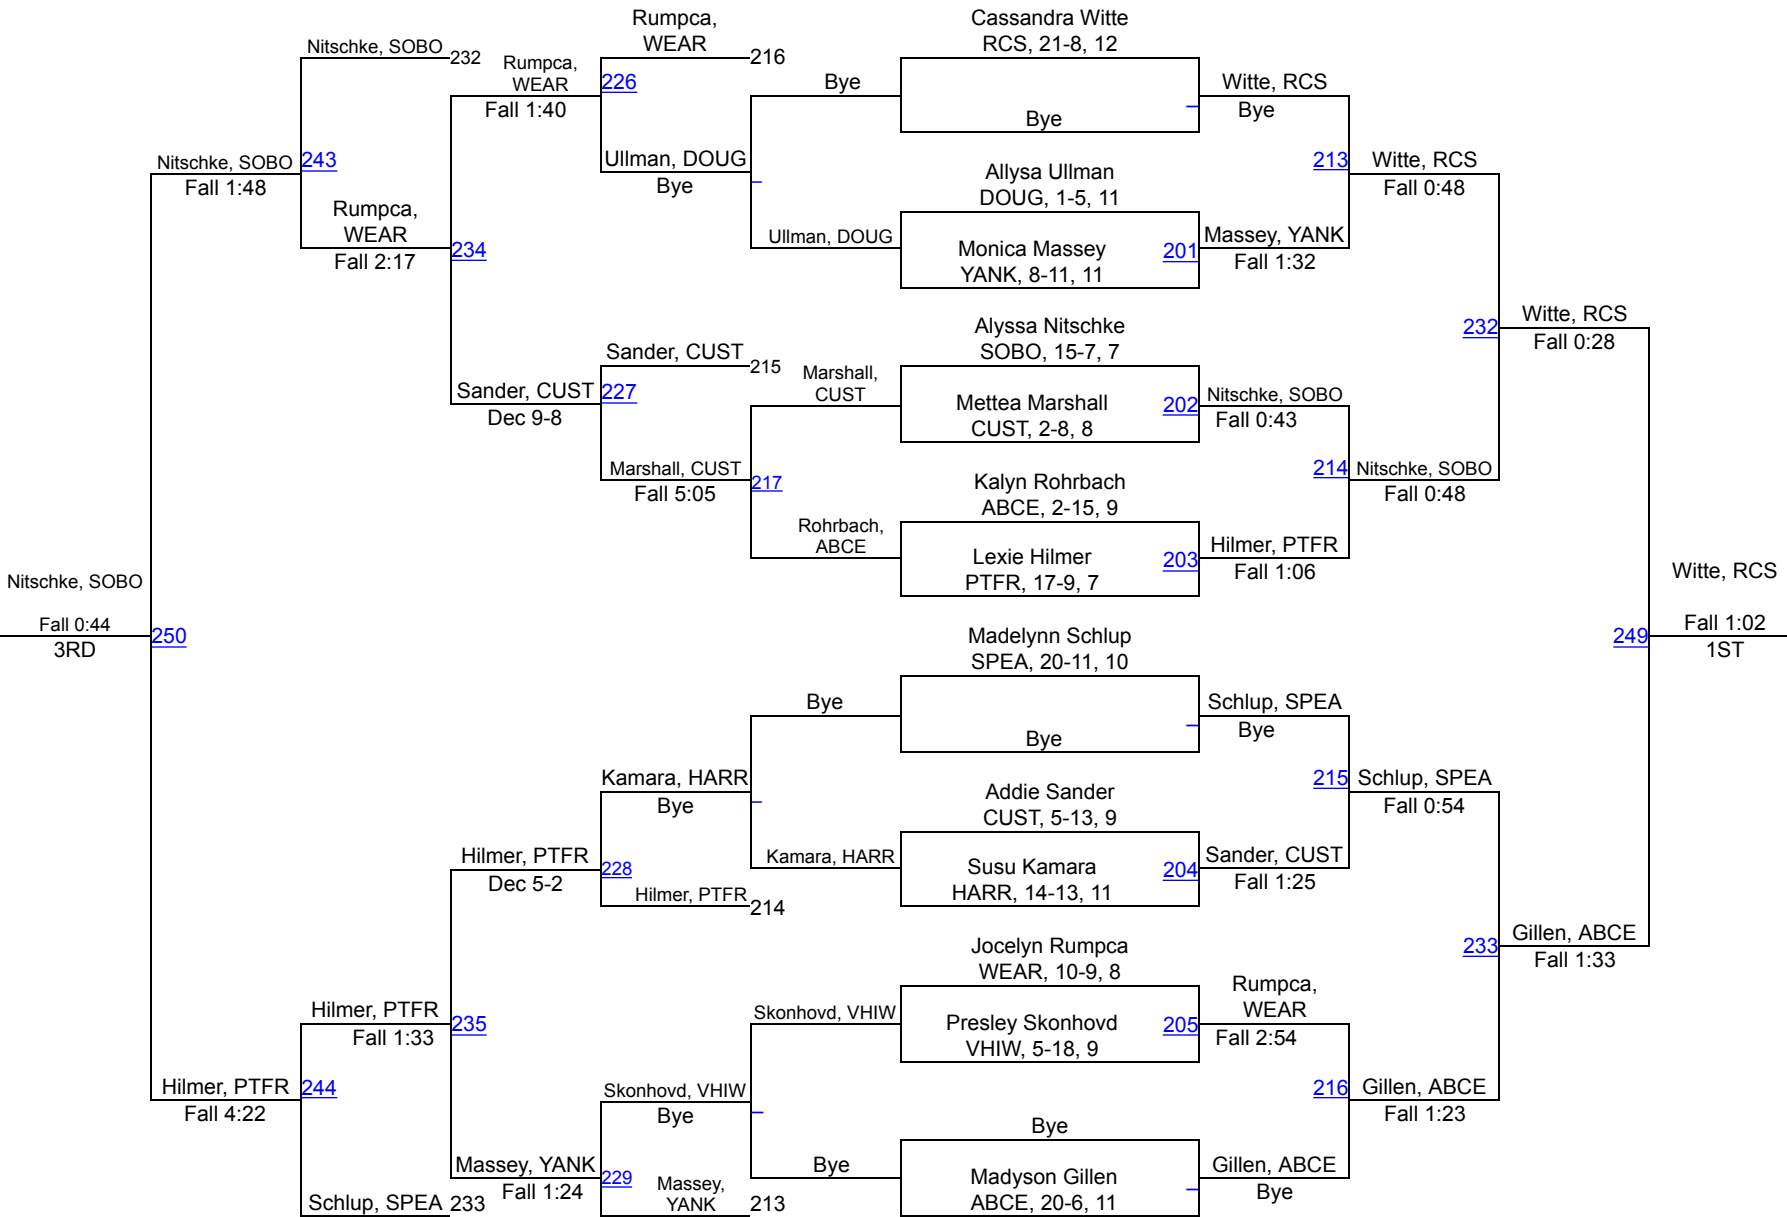 Rumpca,
WEAR
216
Cassandra Witte
RCS, 21-8, 12
Nitschke, SOBO
232
Rumpca,
WEAR
226
Fall 1:40
Bye
Bye
Witte, RCS
Bye
Ullman, DOUG
Bye
Nitschke, SOBO
243
Fall 1:48
Allysa Ullman
DOUG, 1-5, 11
213
Witte, RCS
Fall 0:48
Rumpca,
WEAR
234
Fall 2:17
Ullman, DOUG
Monica Massey
YANK, 8-11, 11
201
Massey, YANK
Fall 1:32
Alyssa Nitschke
SOBO, 15-7, 7
232
Witte, RCS
Fall 0:28
Sander, CUST
215
Marshall,
CUST
Sander, CUST
227
Dec 9-8
Mettea Marshall
CUST, 2-8, 8
202
Nitschke, SOBO
Fall 0:43
Marshall, CUST
217
Fall 5:05
Kalyn Rohrbach
ABCE, 2-15, 9
214
Nitschke, SOBO
Fall 0:48
Rohrbach,
ABCE
Lexie Hilmer
PTFR, 17-9, 7
203
Hilmer, PTFR
Fall 1:06
Nitschke, SOBO
Fall 0:44
3RD
250
Witte, RCS
249
Fall 1:02
1ST
Madelynn Schlup
SPEA, 20-11, 10
Bye
Bye
Schlup, SPEA
Bye
Kamara, HARR
Bye
Addie Sander
CUST, 5-13, 9
215
Schlup, SPEA
Fall 0:54
Hilmer, PTFR
Dec 5-2
228
Kamara, HARR
Susu Kamara
HARR, 14-13, 11
204
Sander, CUST
Fall 1:25
Hilmer, PTFR
214
Jocelyn Rumpca
WEAR, 10-9, 8
233
Gillen, ABCE
Fall 1:33
Hilmer, PTFR
235
Fall 1:33
Skonhovd, VHIW
Presley Skonhovd
VHIW, 5-18, 9
205
Rumpca,
WEAR
Fall 2:54
Hilmer, PTFR
244
Fall 4:22
Skonhovd, VHIW
Bye
Bye
216
Gillen, ABCE
Fall 1:23
Massey, YANK
229
Fall 1:24
Bye
Madyson Gillen
ABCE, 20-6, 11
Gillen, ABCE
Bye
Schlup, SPEA
233
Massey,
YANK
213